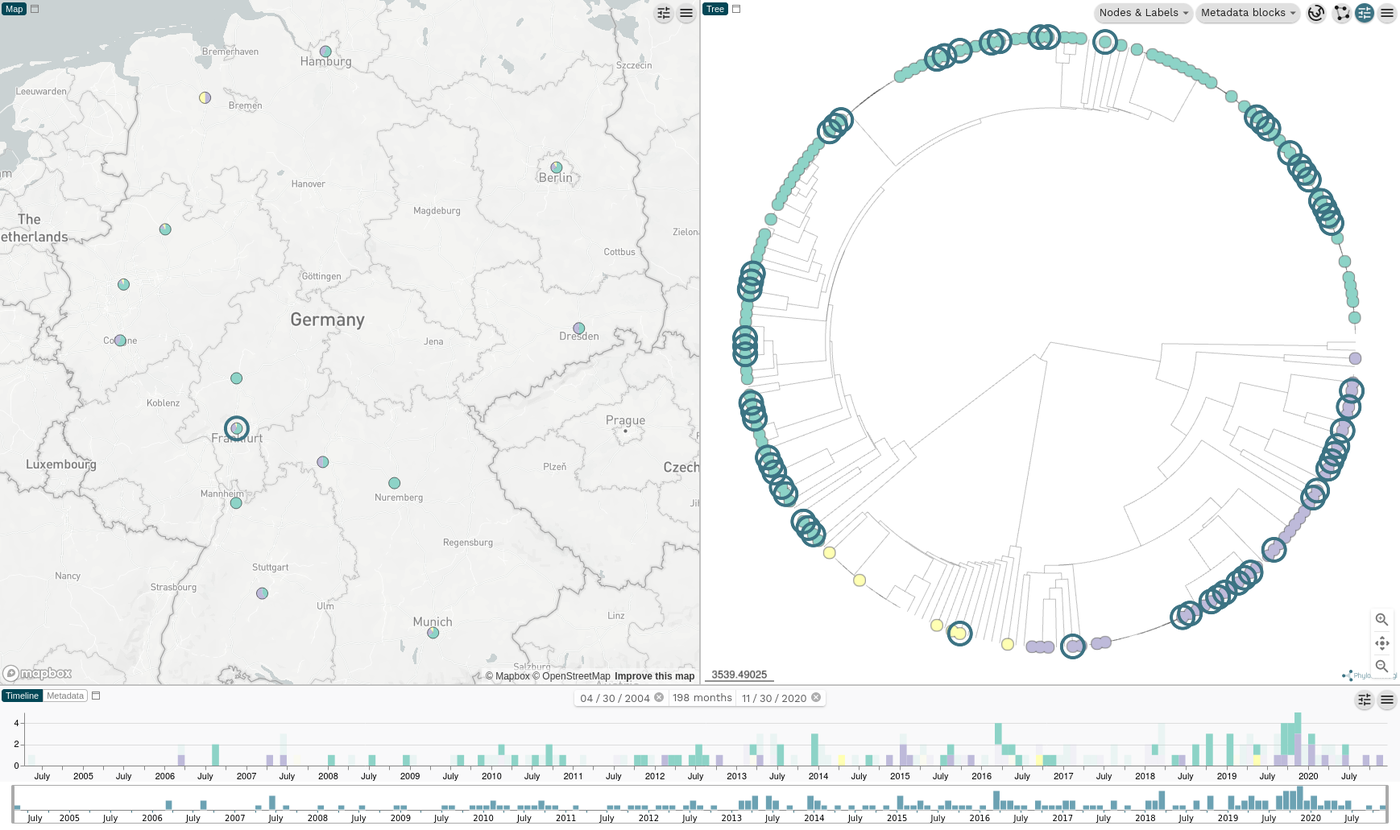 Map
Bremerhaven
Hamburg
Szczecin
Leeuwarden
Bremen
Berlin
Hanover
Magdeburg
The
etherlands
Zielon
Cottbus
Göttingen
Germany
Dresden
Jena
Koblenz
Prague
Frankfurt
Luxembourg
Plzeň
Czech
Mannheim
Nuremberg
Regensburg
Nancy
Stuttgart
Strasbourg
Ulm
Linz
Munich
Salzburg
mapbox
© Mapbox © OpenStreetMap Improve this map
Tree
Nodes & Labels
Metadata blocks
3539.49025
Timeline
Metadata
04 / 30 / 2004
198 months
11 / 30 / 2020
4
2
0
July 2005 July 2006 July 2007 July 2008 July 2009 July 2010 July 2011 July 2012 July 2013 July 2014 July 2015 July 2016 July 2017 July 2018 July 2019 July 2020 July
July 2005 July 2006 July 2007 July 2008 July 2009 July 2010 July 2011 July 2012 July 2013 July 2014 July 2015 July 2016 July 2017 July 2018 July 2019 July 2020 July